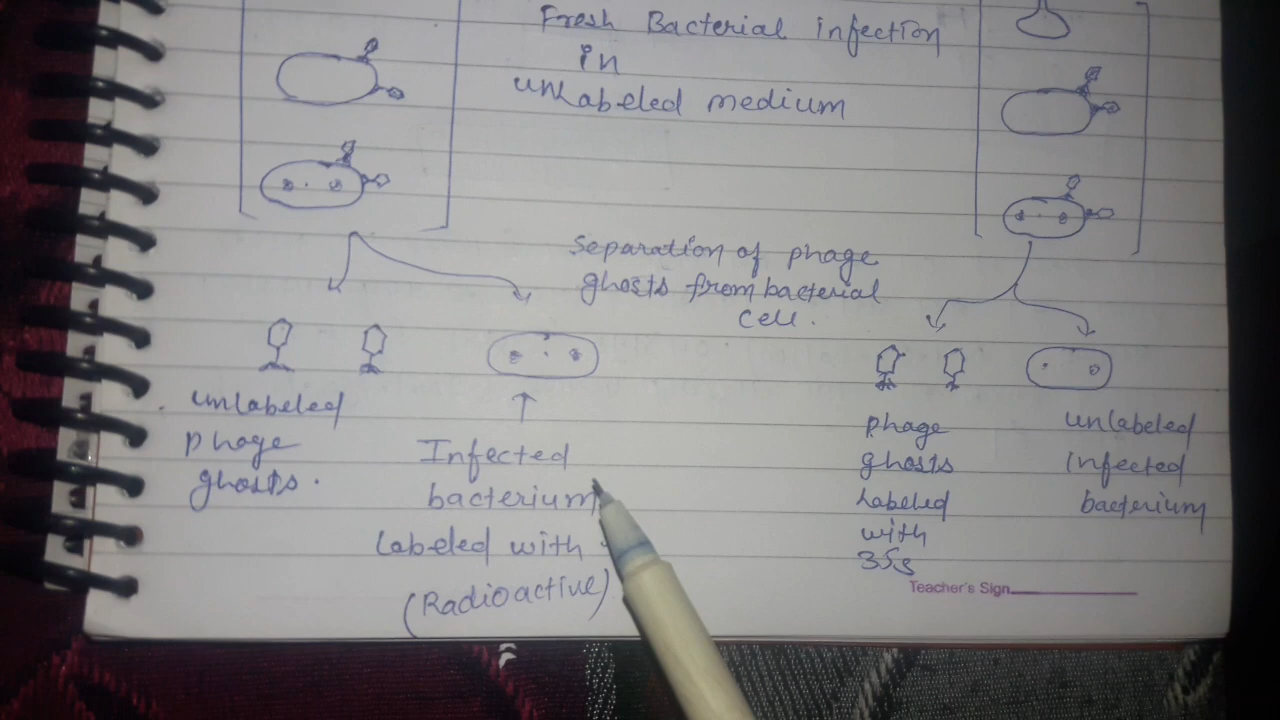 Fresh Bacterial infection
in
unlabeled medium
Separation of phage
ghosts from bacterial
cell.
unlabeled
phage
ghosts.
Infected
bacterium
Labeled with
(Radioactive)
phage
ghosts
Labeled
with
35s
unlabeled
infected
bacterium
Teacher's Sign